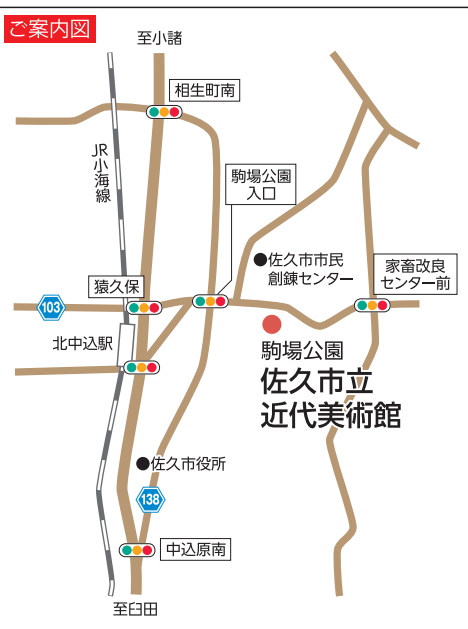 ご案内図
至小諸
相生町南
JR小海線
駒場公園
入口
佐久市市民
創錬センター
家畜改良
センター前
猿久保
103
北中込駅
駒場公園
佐久市立
近代美術館
佐久市役所
138
中込原南
至臼田